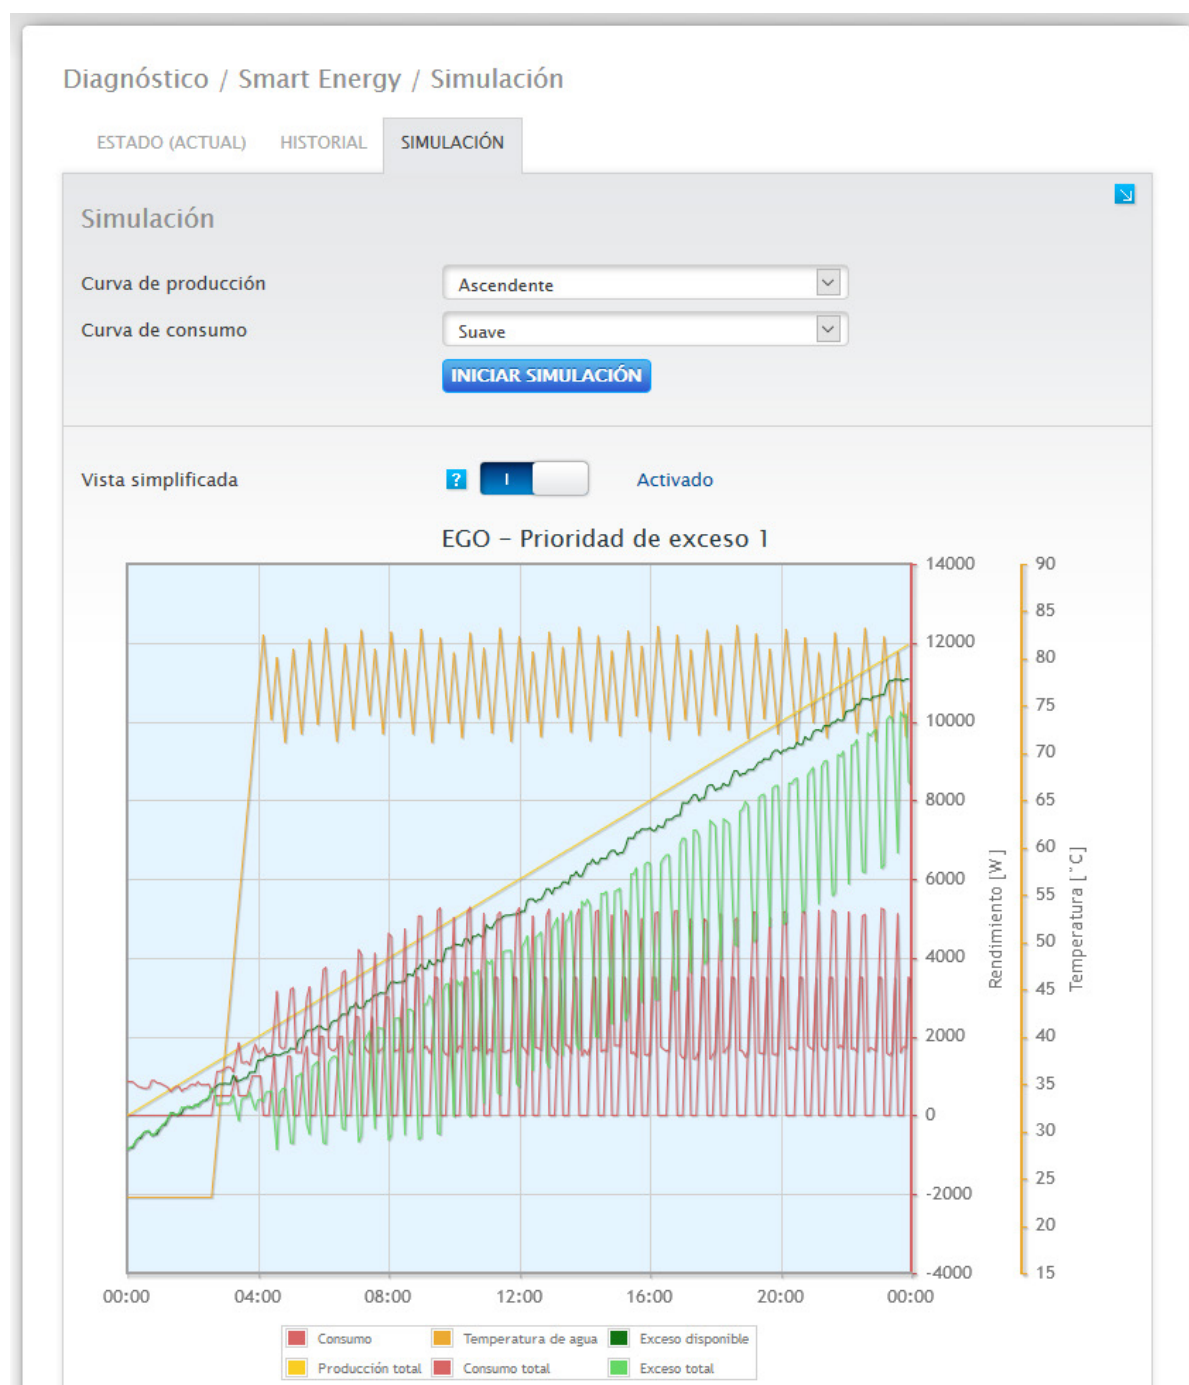 Diagnóstico / Smart Energy / Simulación
ESTADO (ACTUAL) HISTORIAL SIMULACIÓN
Simulación
Curva de producción Ascendente
Curva de consumo Suave
INICIAR SIMULACIÓN
Vista simplificada ? I Activado
EGO – Prioridad de exceso 1
14000 90
85
12000
80
75
10000
70
8000 65
60
6000
55
50
4000
45
40
2000
35
0
30
25
-2000
20
-4000 15
Rendimiento [W]
Temperatura [°C]
00:00 04:00 08:00 12:00 16:00 20:00 00:00
Consumo Temperatura de agua Exceso disponible
Producción total Consumo total Exceso total